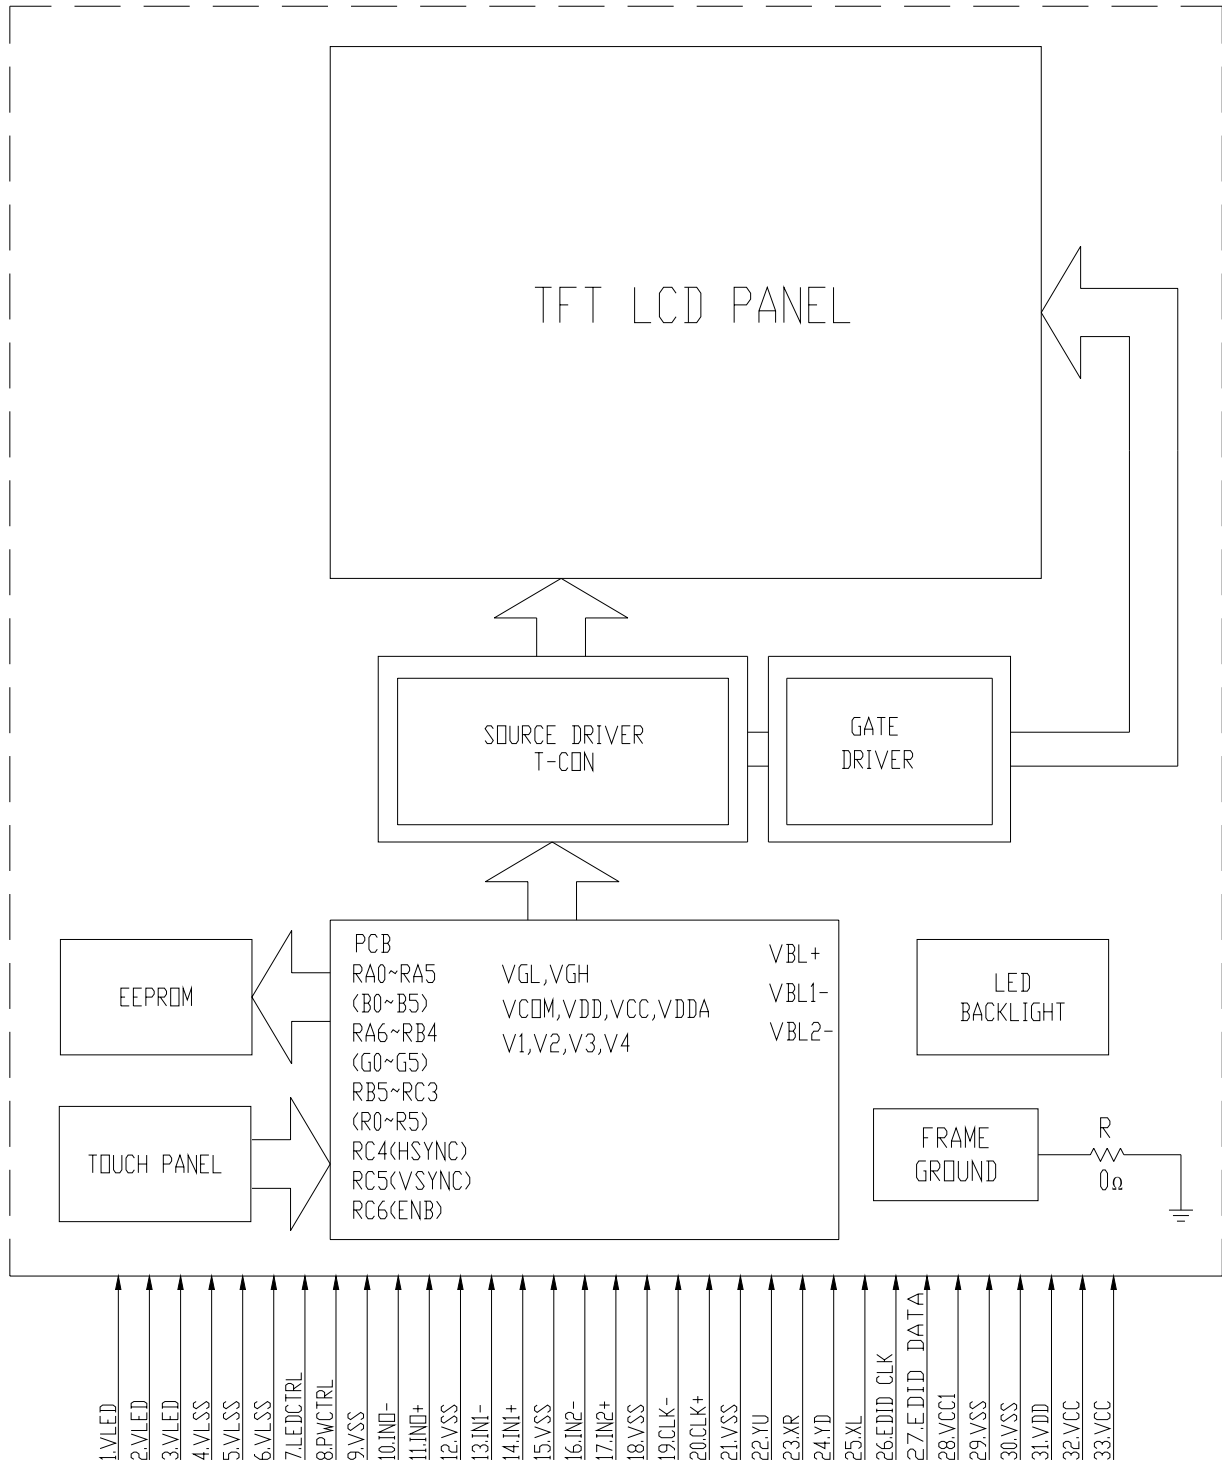 TFT LCD PANEL
SOURCE DRIVER
T-CON
GATE
DRIVER
EEPROM
TOUCH PANEL
PCB
RA0~RA5
(B0~B5)
RA6~RB4
(G0~G5)
RB5~RC3
(R0~R5)
RC4(HSYNC)
RC5(VSYNC)
RC6(ENB)
VGL,VGH
VCOM,VDD,VCC,VDDA
V1,V2,V3,V4
VBL+
VBL1-
VBL2-
LED
BACKLIGHT
FRAME
GROUND
R
0Ω
1.VLED
2.VLED
3.VLED
4.VLSS
5.VLSS
6.VLSS
7.LEDCTRL
8.PWCTRL
9.VSS
10.IN0-
11.IN0+
12.VSS
13.IN1-
14.IN1+
15.VSS
16.IN2-
17.IN2+
18.VSS
19.CLK-
20.CLK+
21.VSS
22.YU
23.XR
24.YD
25.XL
26.EDID CLK
27.EDID DATA
28.VCC1
29.VSS
30.VSS
31.VDD
32.VCC
33.VCC